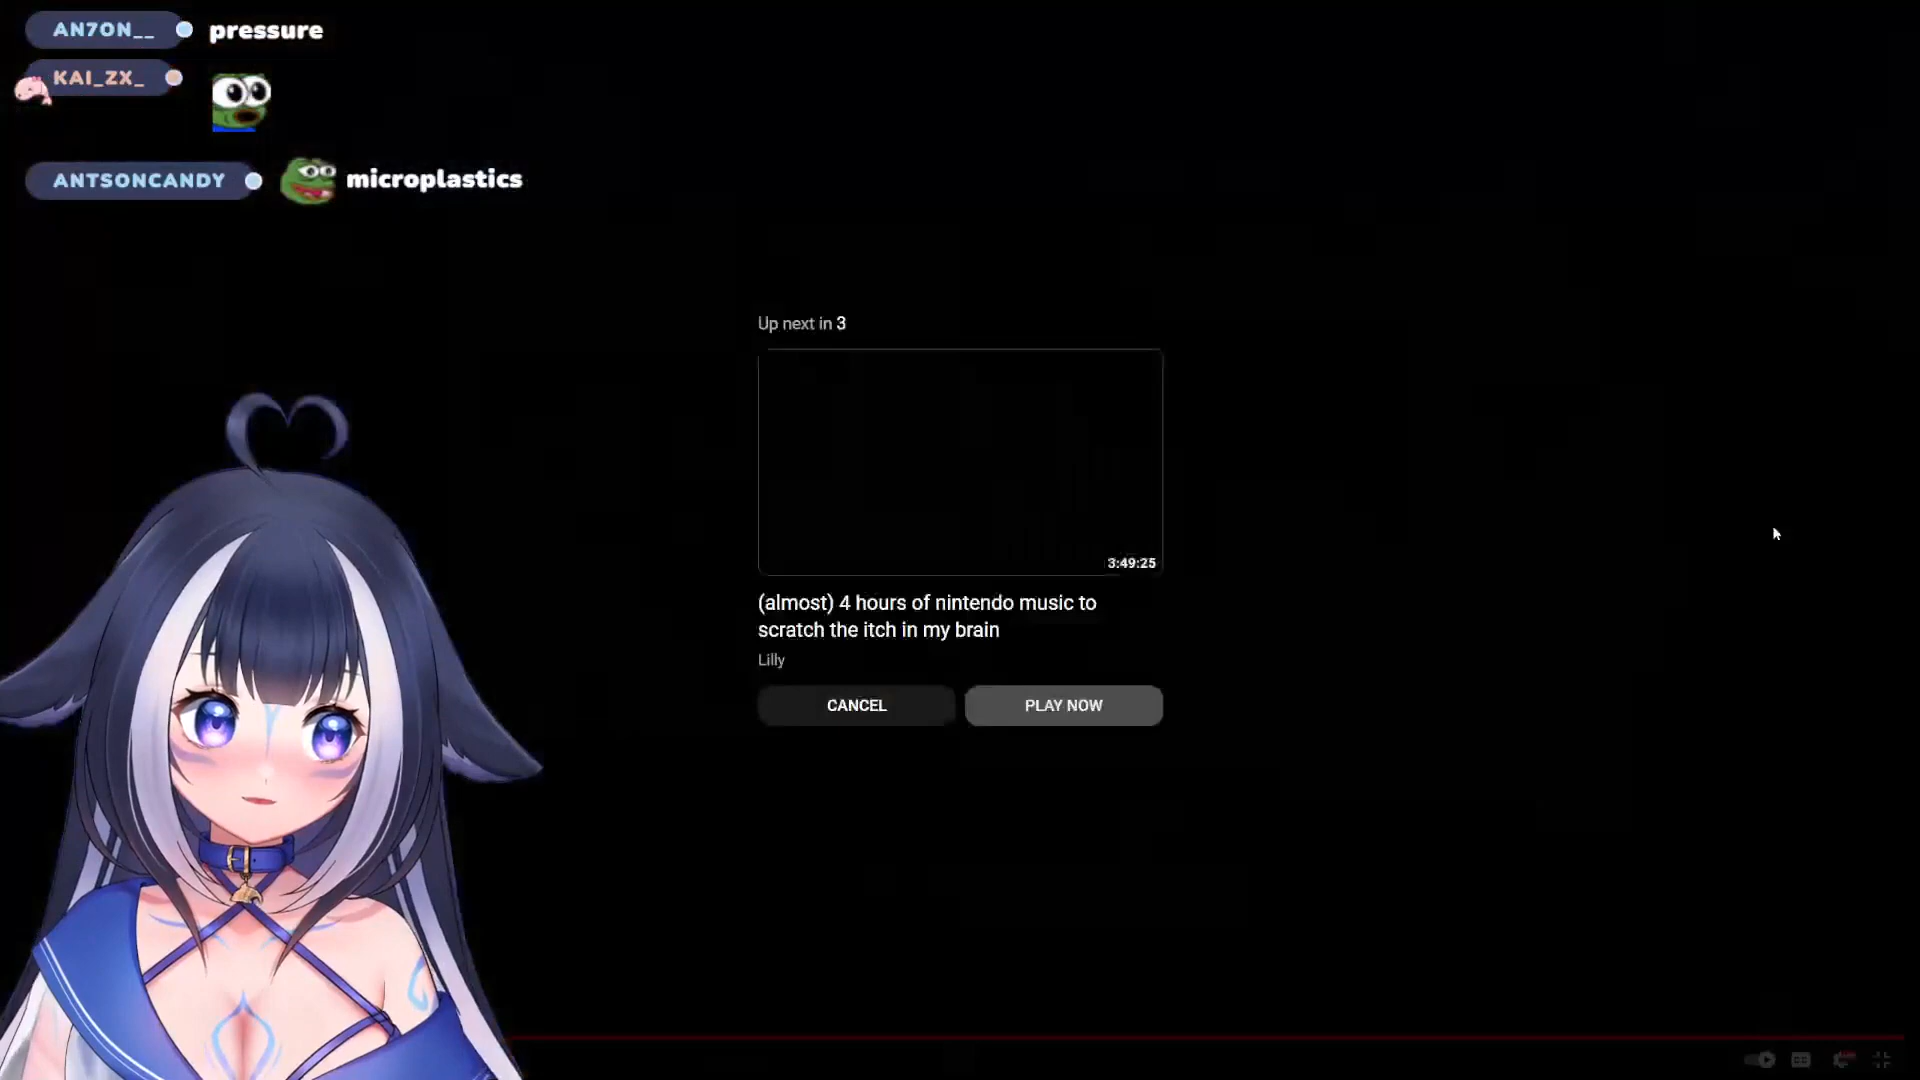 AN7ON__ pressure
KAI_ZX_
ANTSONCANDY microplastics
Up next in 3
3:49:25
(almost) 4 hours of nintendo music to
scratch the itch in my brain
Lilly
CANCEL PLAY NOW